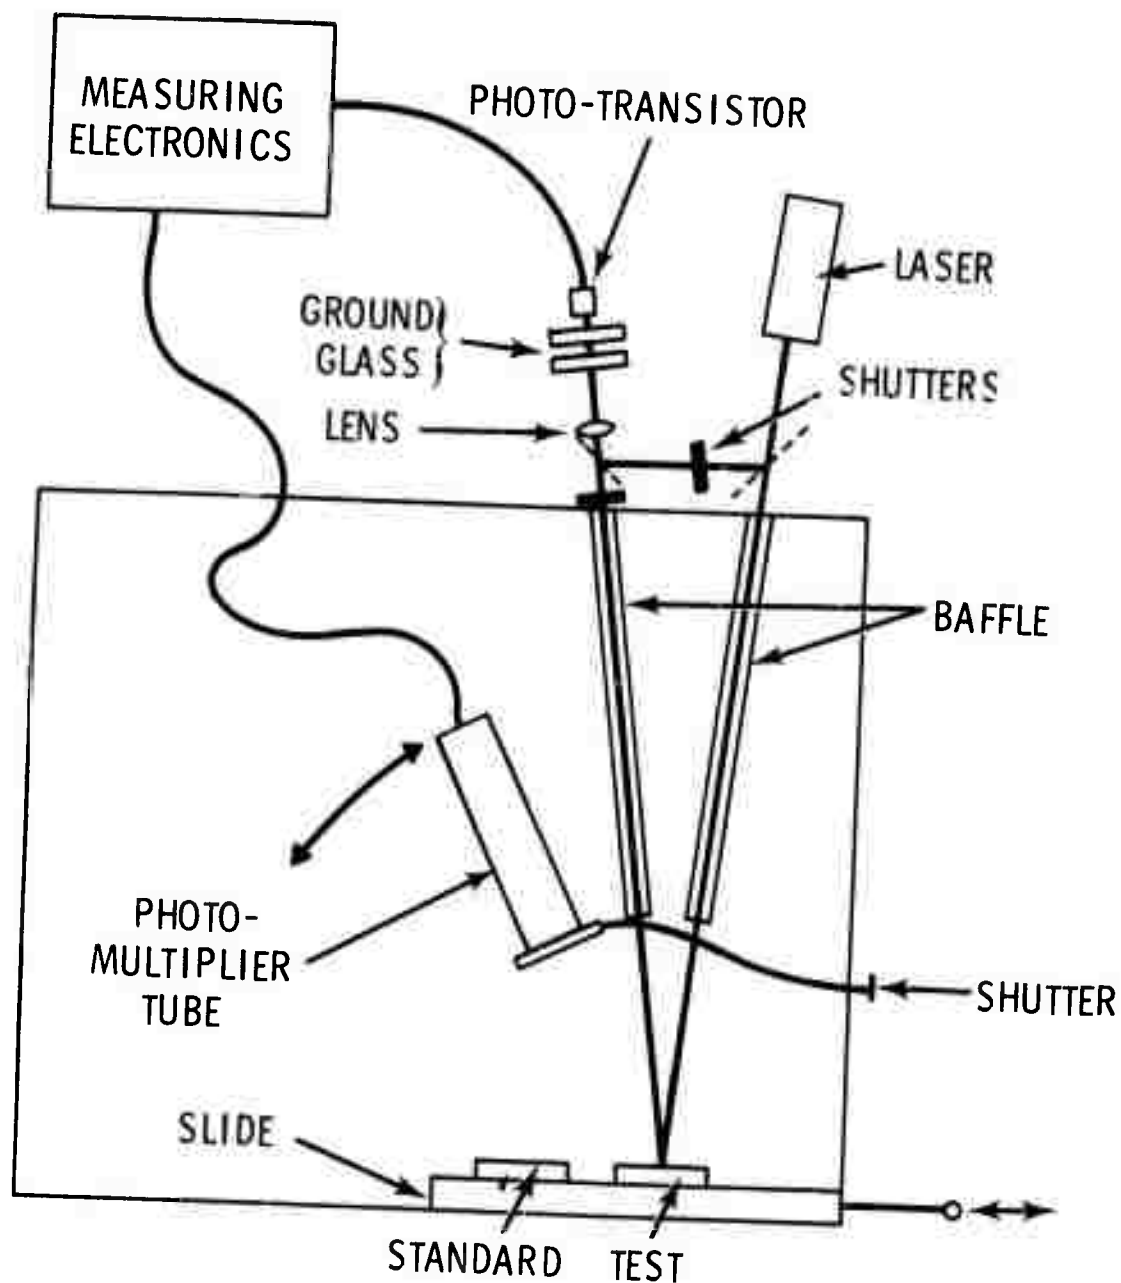 MEASURING
ELECTRONICS
PHOTO-TRANSISTOR
LASER
GROUND
GLASS
SHUTTERS
LENS
BAFFLE
PHOTO-
MULTIPLIER
TUBE
SHUTTER
SLIDE
STANDARD
TEST